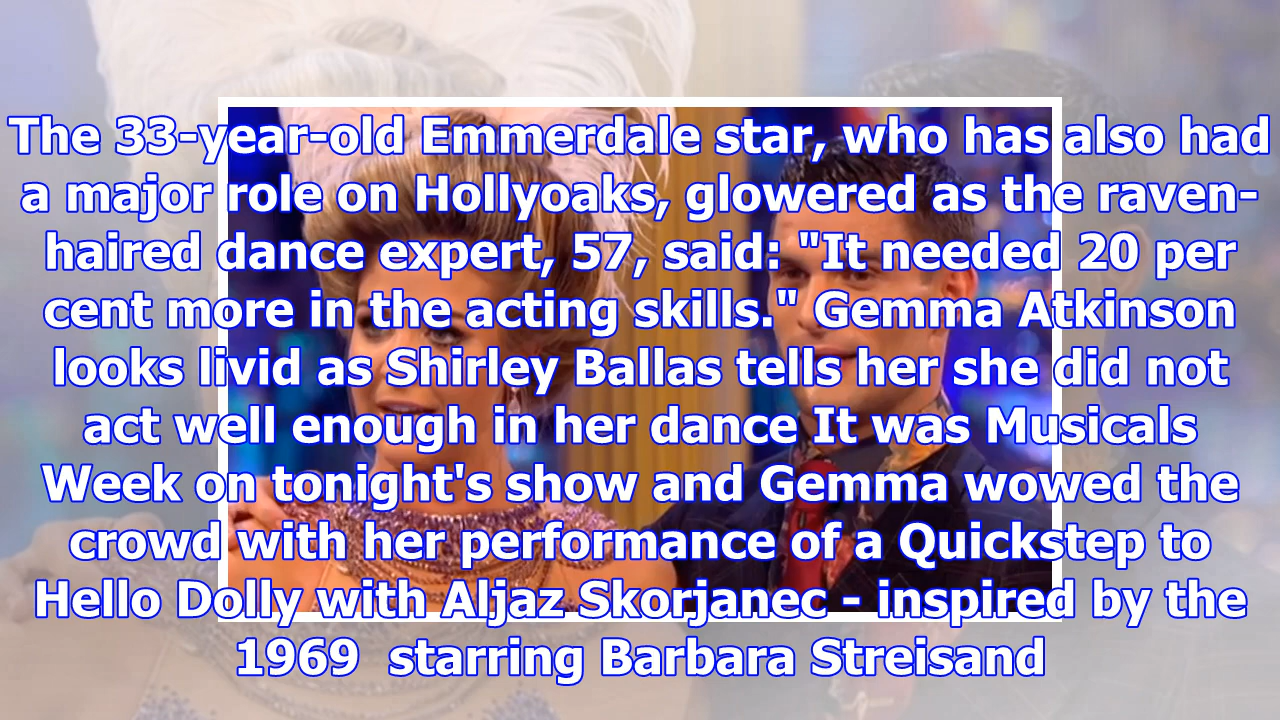 The 33-year-old Emmerdale star, who has also had
a major role on Hollyoaks, glowered as the raven-
haired dance expert, 57, said: "It needed 20 per
cent more in the acting skills." Gemma Atkinson
looks livid as Shirley Ballas tells her she did not
act well enough in her dance It was Musicals
Week on tonight's show and Gemma wowed the
crowd with her performance of a Quickstep to
Hello Dolly with Aljaz Skorjanec - inspired by the
1969  starring Barbara Streisand